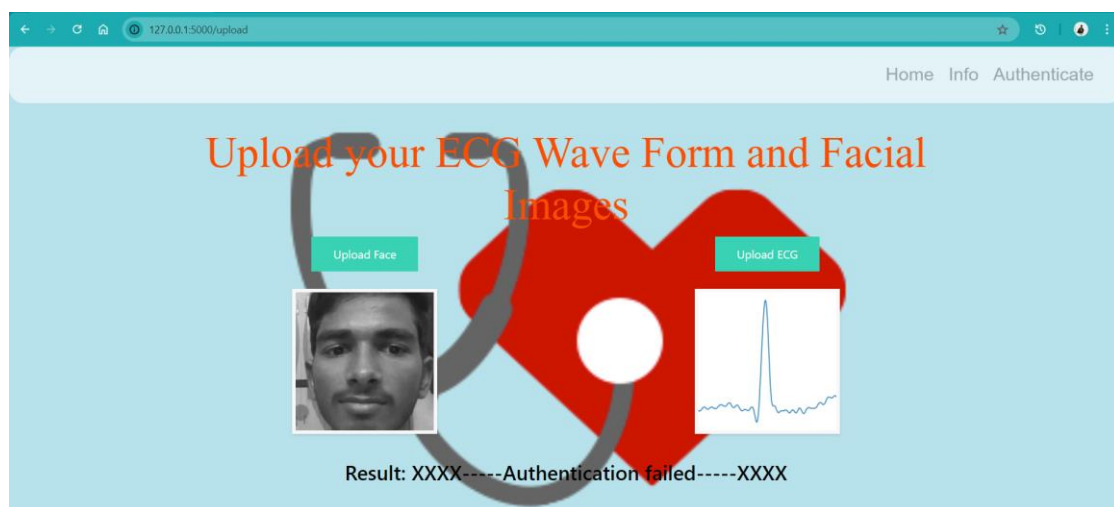 127.0.0.1:5000/upload
Home Info Authenticate
Upload your ECG Wave Form and Facial
Images
Upload Face
Upload ECG
Result: XXXX-----Authentication failed-----XXXX